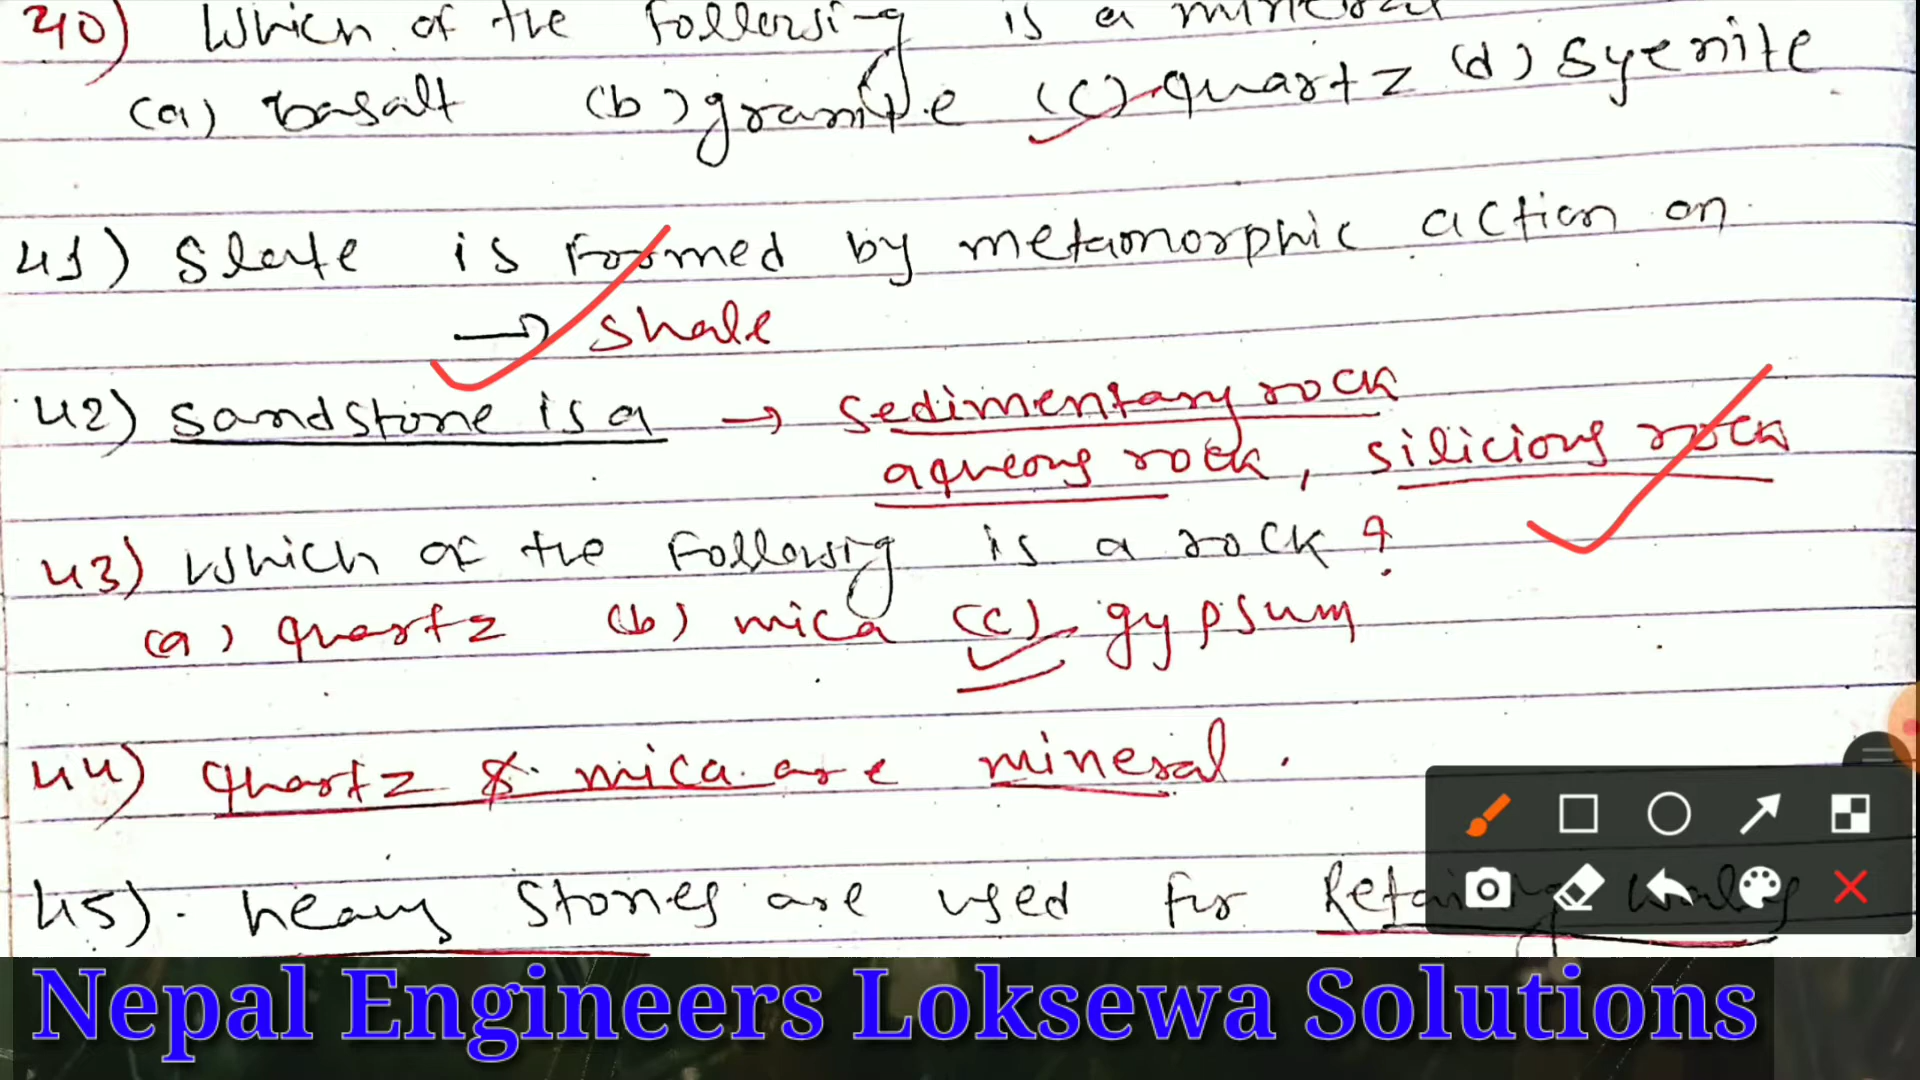 40) Which of the following is a mineral
(a) basalt (b) granite (c) quartz (d) syenite
41) Slate is formed by metamorphic action on
→ shale
42) Sandstone is a → sedimentary rock
aqueous rock, silicious rock
43) Which of the following is a rock ?
(a) quartz (b) mica (c) gypsum
44) quartz & mica are mineral.
45). heavy stones are used for Retaining walls
Nepal Engineers Loksewa Solutions